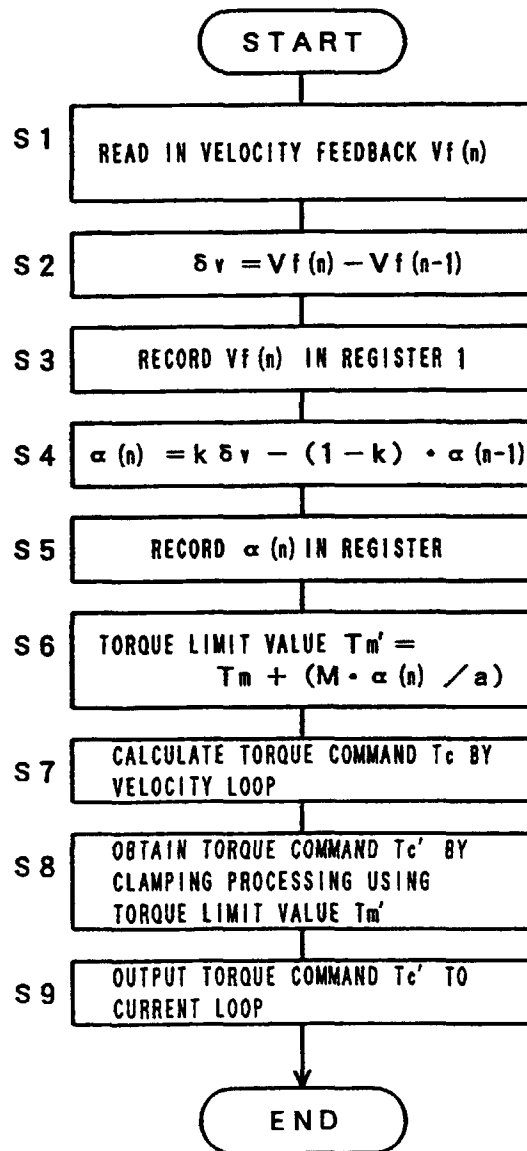 START
S1
READ IN VELOCITY FEEDBACK Vf(n)
S2
δv = Vf(n) − Vf(n-1)
S3
RECORD Vf(n) IN REGISTER 1
S4
α(n) = kδv − (1−k) · α(n-1)
S5
RECORD α(n) IN REGISTER
S6
TORQUE LIMIT VALUE Tm' =
Tm + (M · α(n) / a)
S7
CALCULATE TORQUE COMMAND Tc BY
VELOCITY LOOP
S8
OBTAIN TORQUE COMMAND Tc' BY
CLAMPING PROCESSING USING
TORQUE LIMIT VALUE Tm'
S9
OUTPUT TORQUE COMMAND Tc' TO
CURRENT LOOP
END